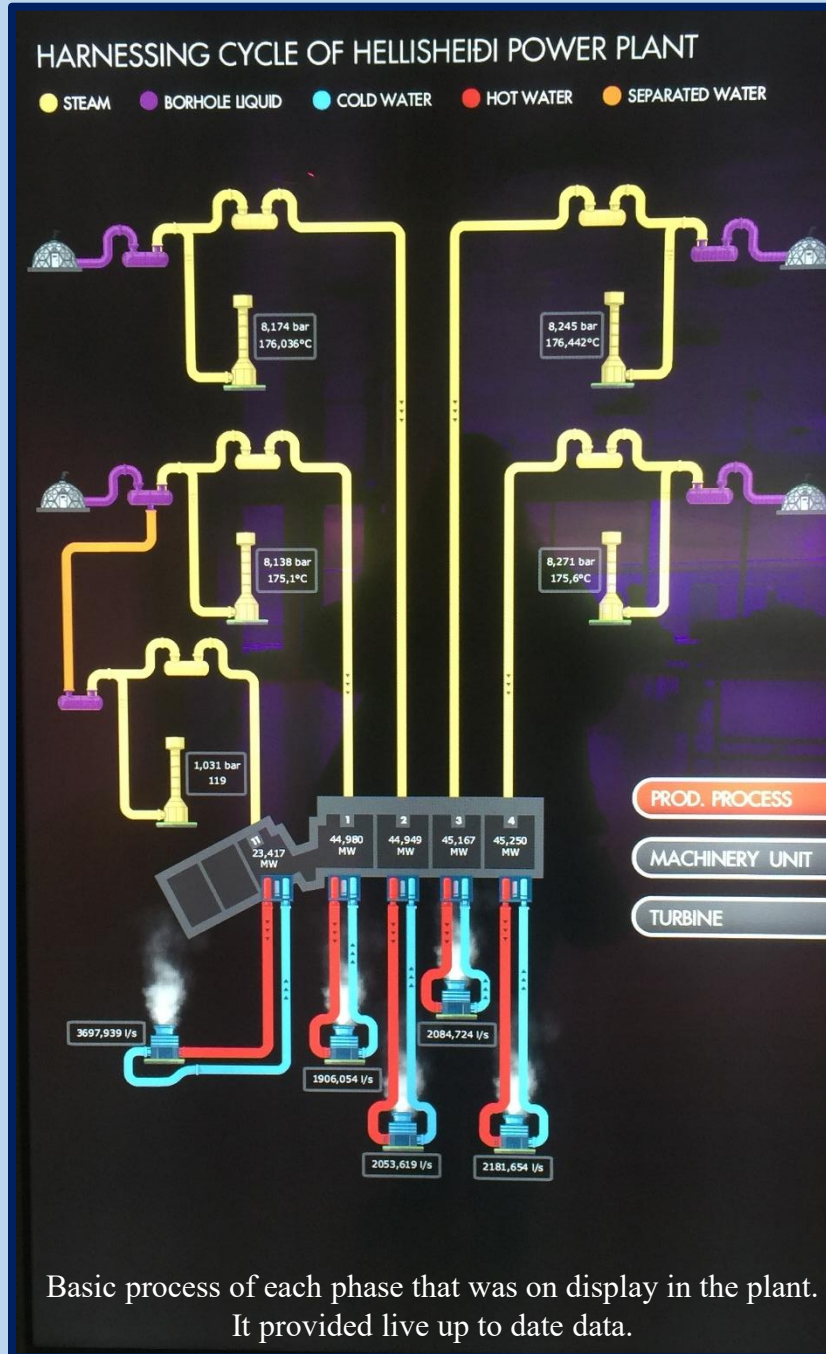 HARNESSING CYCLE OF HELLISHEIÐI POWER PLANT
STEAM BORHOLE LIQUID COLD WATER HOT WATER SEPARATED WATER
8,174 bar
176,036°C
8,245 bar
176,442°C
8,138 bar
175,1°C
8,271 bar
175,6°C
1,031 bar
119
PROD. PROCESS
MACHINERY UNIT
TURBINE
11
23,417
MW
1
44,980
MW
2
44,949
MW
3
45,167
MW
4
45,250
MW
3697,939 l/s
1906,054 l/s
2084,724 l/s
2053,619 l/s
2181,654 l/s
Basic process of each phase that was on display in the plant.
It provided live up to date data.